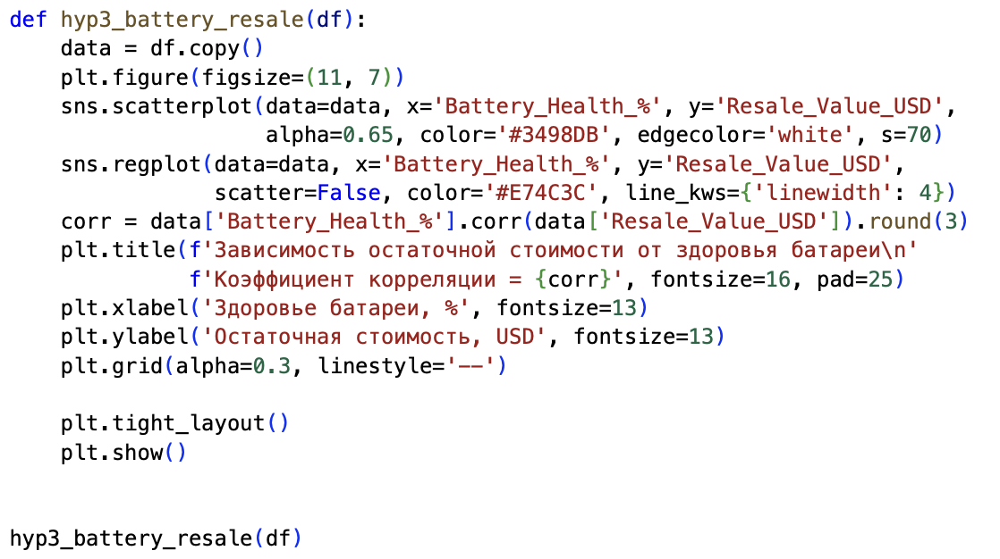 def hyp3_battery_resale(df):
    data = df.copy()
    plt.figure(figsize=(11, 7))
    sns.scatterplot(data=data, x='Battery_Health_%', y='Resale_Value_USD',
                    alpha=0.65, color='#3498DB', edgecolor='white', s=70)
    sns.regplot(data=data, x='Battery_Health_%', y='Resale_Value_USD',
                scatter=False, color='#E74C3C', line_kws={'linewidth': 4})
    corr = data['Battery_Health_%'].corr(data['Resale_Value_USD']).round(3)
    plt.title(f'Зависимость остаточной стоимости от здоровья батареи\n'
              f'Коэффициент корреляции = {corr}', fontsize=16, pad=25)
    plt.xlabel('Здоровье батареи, %', fontsize=13)
    plt.ylabel('Остаточная стоимость, USD', fontsize=13)
    plt.grid(alpha=0.3, linestyle='--')

    plt.tight_layout()
    plt.show()


hyp3_battery_resale(df)